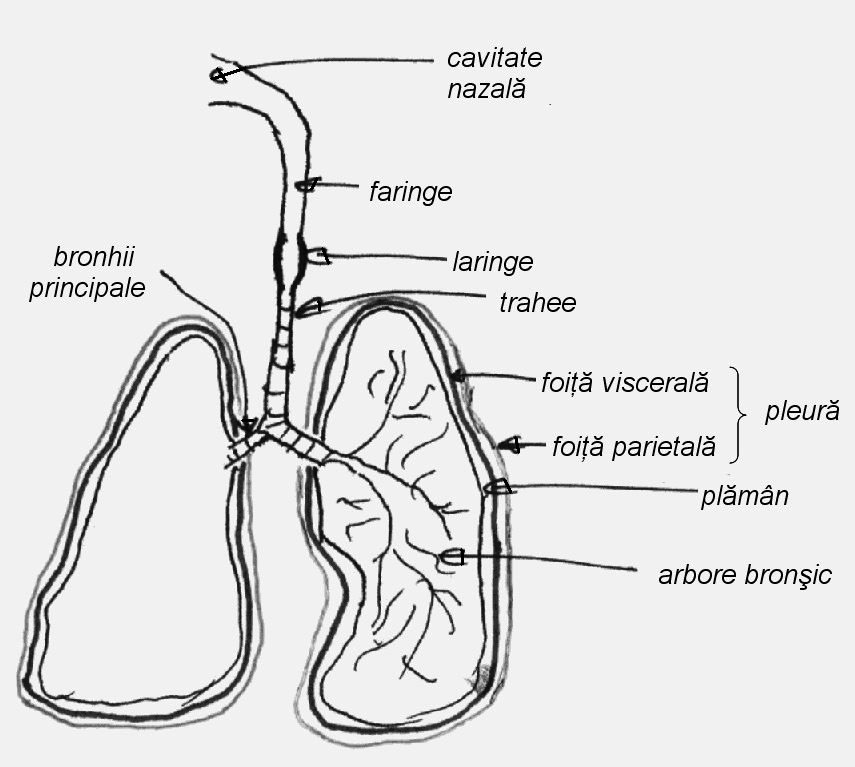 cavitate
nazală
faringe
bronhii
principale
laringe
trahee
foiță viscerală
pleură
foiță parietală
plămân
arbore bronşic